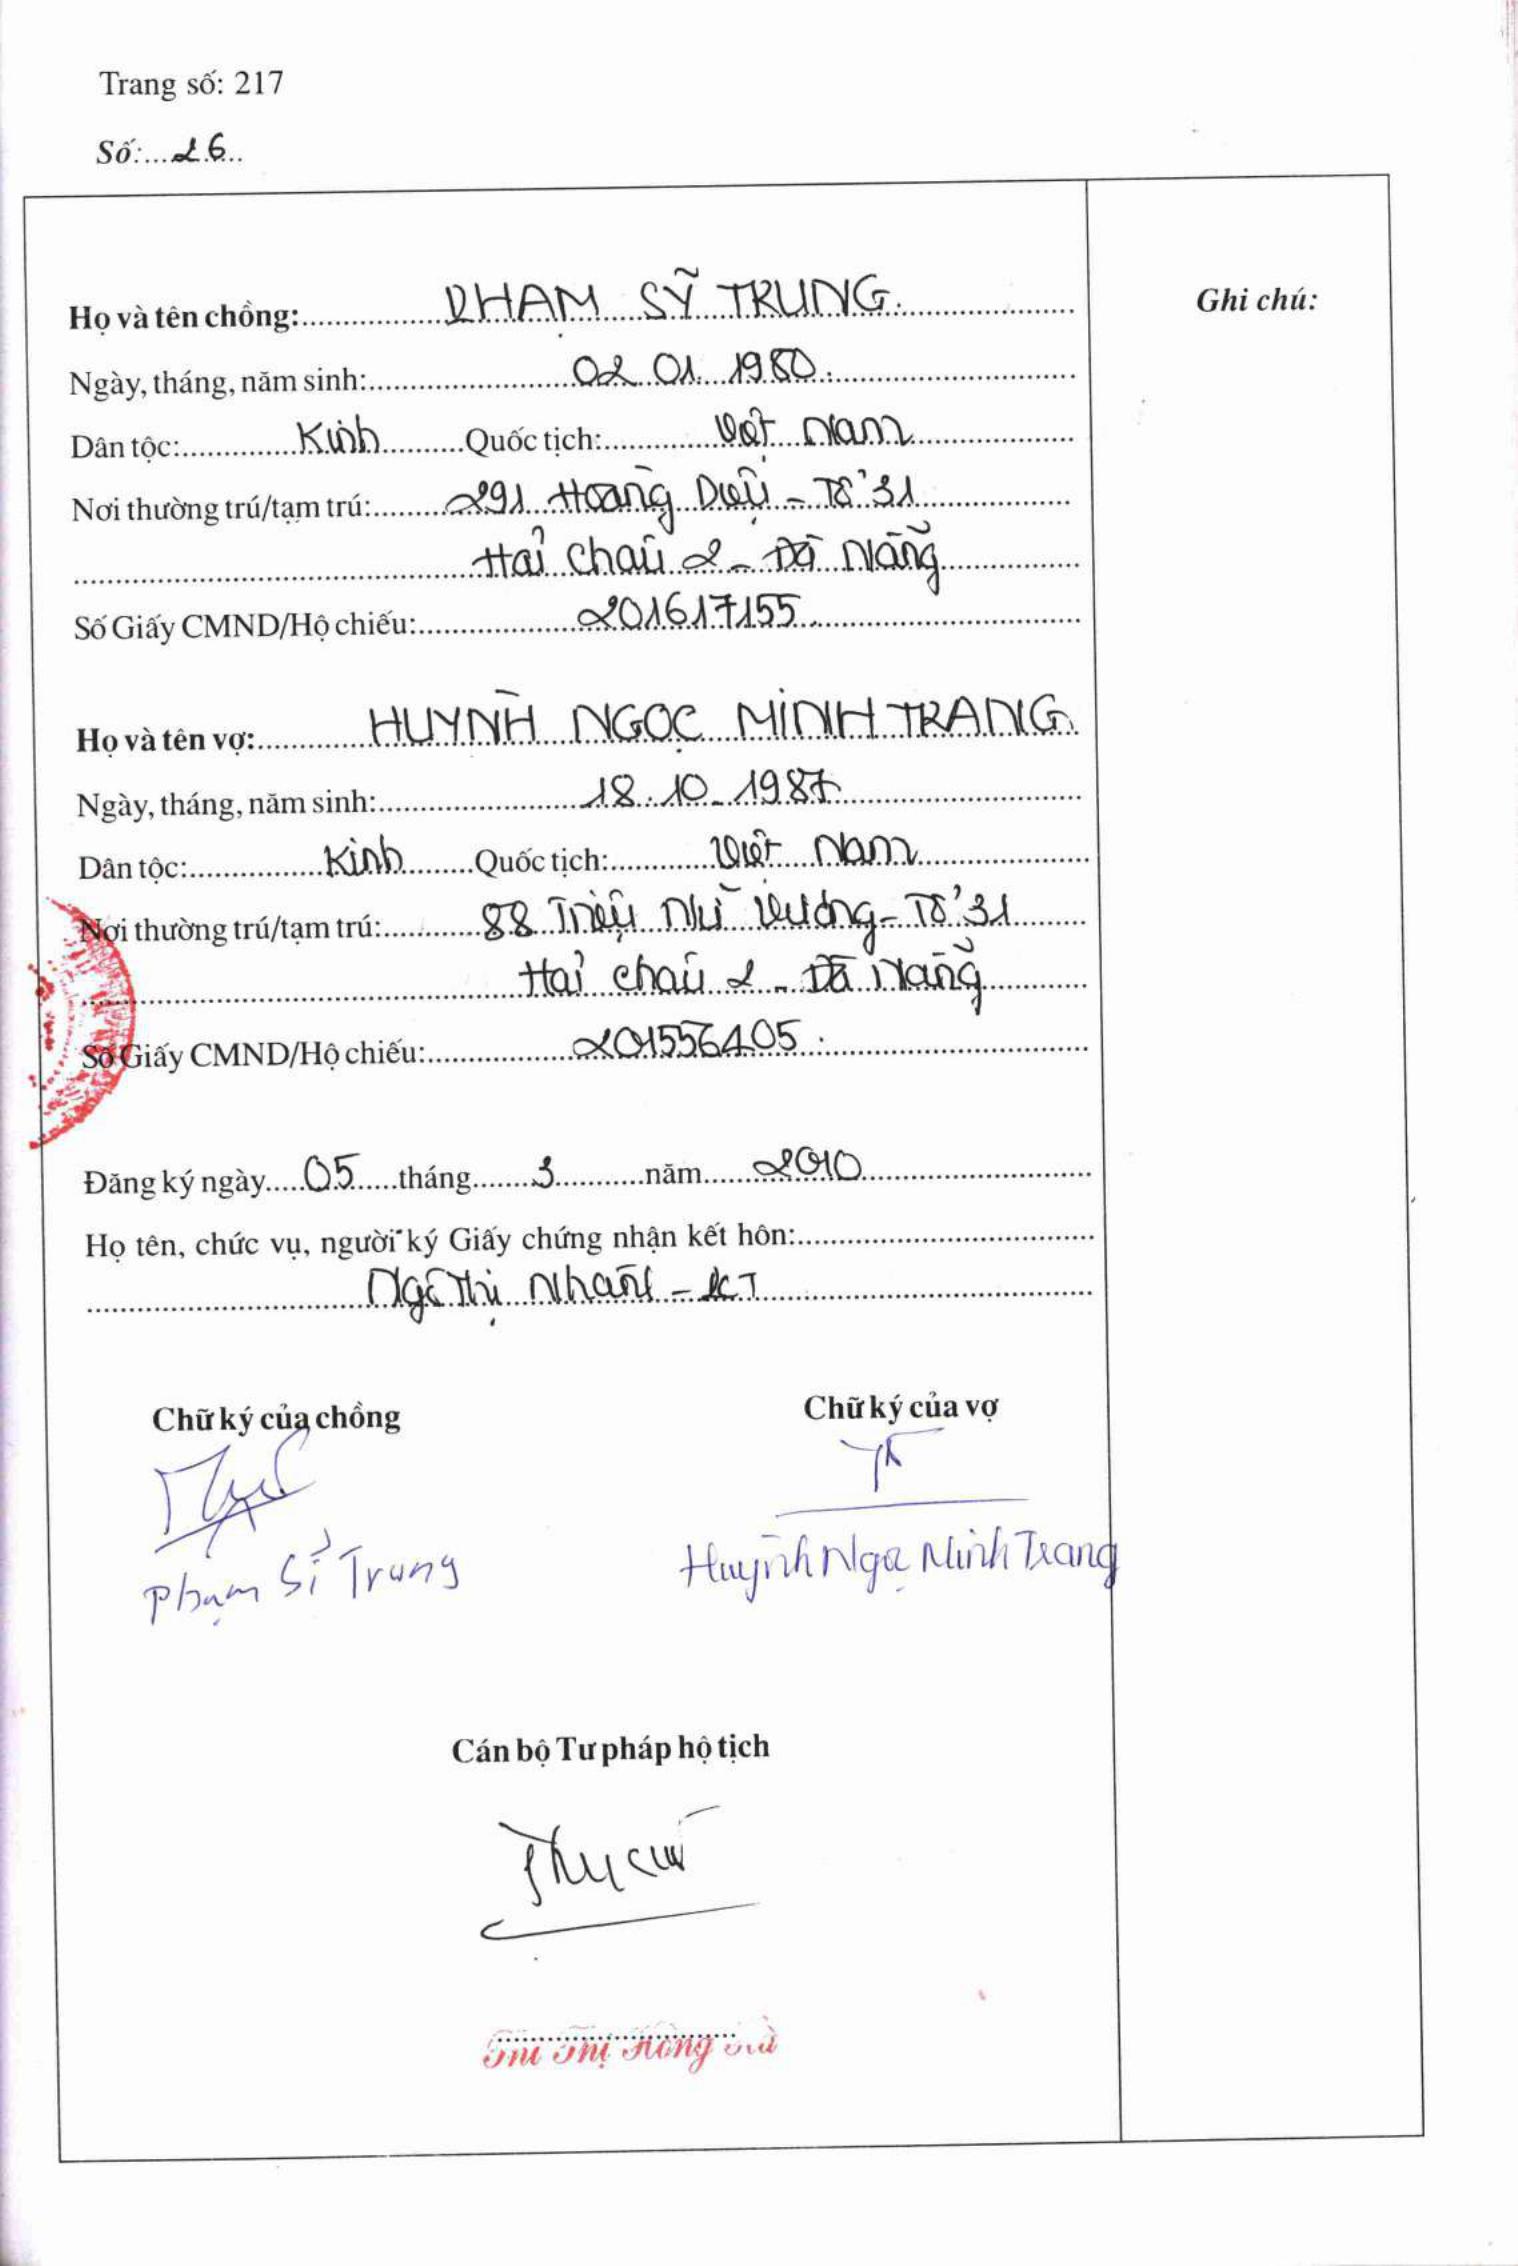 Trang số: 217
Số:...26...
Ghi chú:
Họ và tên chồng: PHẠM SỸ TRUNG
Ngày, tháng, năm sinh: 02.01.1980
Dân tộc: Kinh Quốc tịch: Việt Nam
Nơi thường trú/tạm trú: 291 Hoàng Diệu - Tổ 31
Hải Châu 2 - Đà Nẵng
Số Giấy CMND/Hộ chiếu: 201617155
Họ và tên vợ: HUỲNH NGỌC MINH TRANG
Ngày, tháng, năm sinh: 18.10.1987
Dân tộc: Kinh Quốc tịch: Việt Nam
Nơi thường trú/tạm trú: 88 Triệu Nữ Vương - Tổ 31
Hải Châu 2 - Đà Nẵng
Số Giấy CMND/Hộ chiếu: 201556405
Đăng ký ngày 05 tháng 3 năm 2010
Họ tên, chức vụ, người ký Giấy chứng nhận kết hôn:
Ngô Thị Nhàn -
Chữ ký của chồng
Chữ ký của vợ
Phạm Sỉ Trung
Huỳnh Ngọc Minh Trang
Cán bộ Tư pháp hộ tịch
Thị Hồng